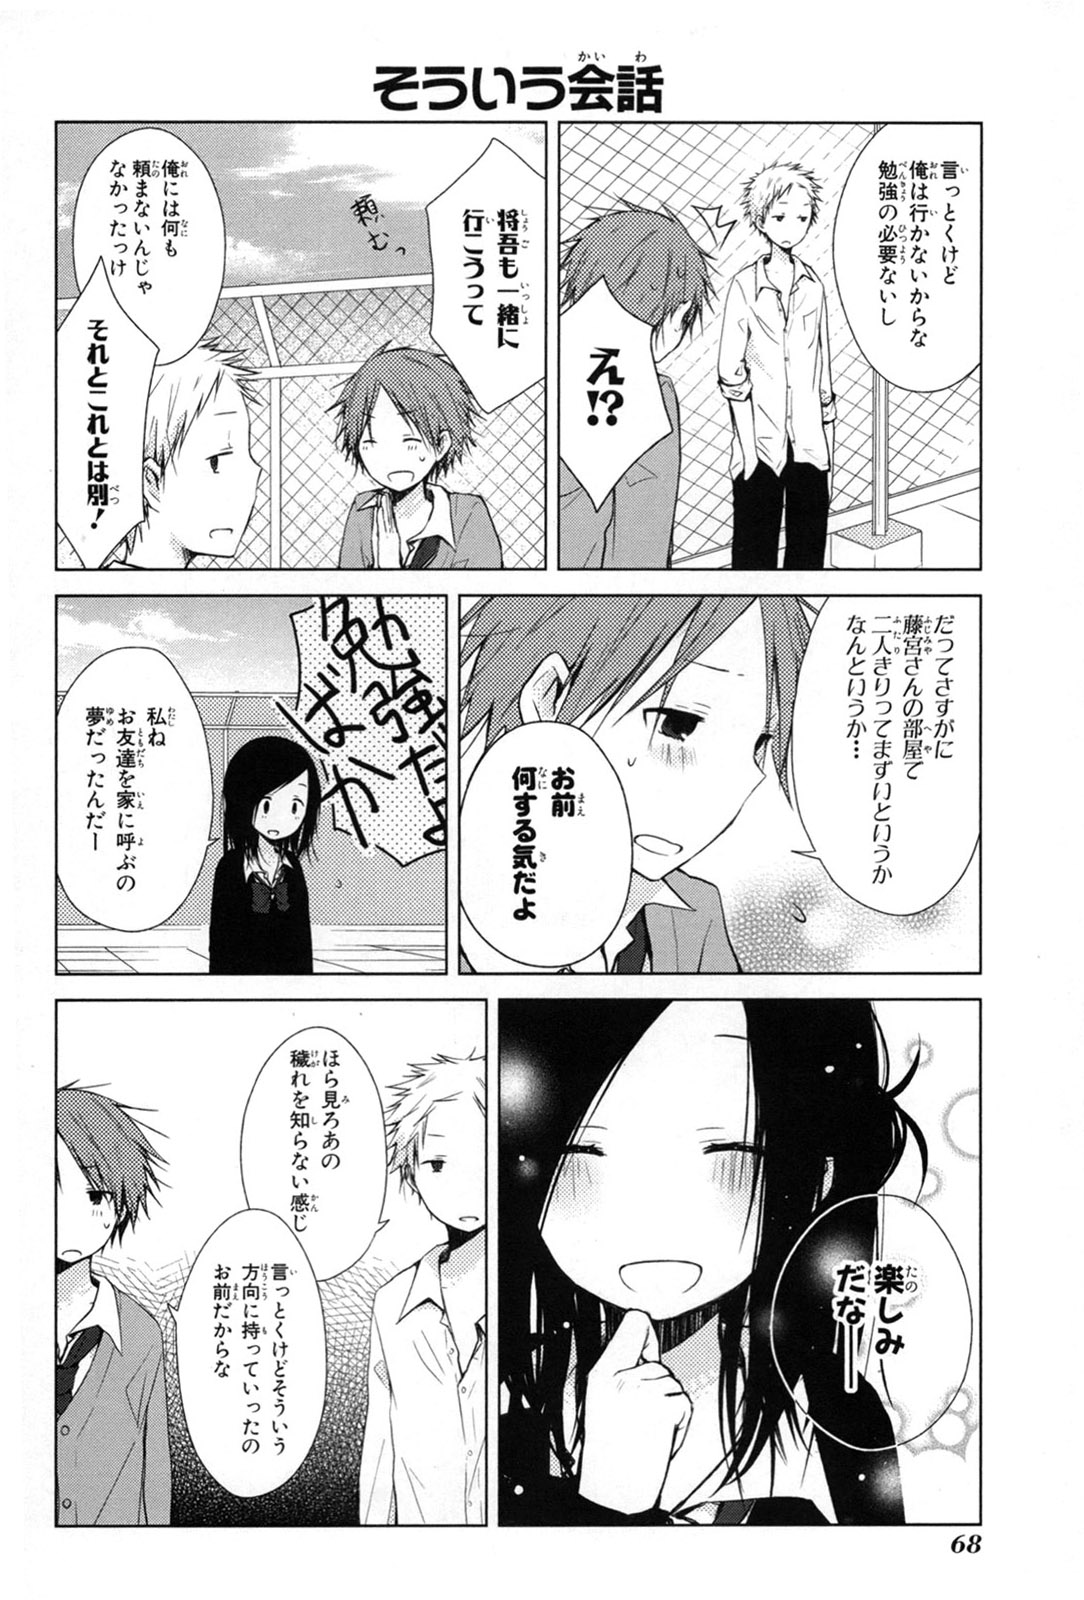 そういう会話
言っとくけど
俺は行かないからな
勉強の必要ないし
え!?
将吾も一緒に
行こうって
頼むっ
俺には何も
頼まないんじゃ
なかったっけ
それとこれとは別!
だってさすがに
藤宮さんの部屋で
二人きりってまずいというか
なんというか…
お前
何する気だよ
勉強だよ
ばか
私ね
お友達を家に呼ぶの
夢だったんだー
楽しみ
だなーー
ほら見ろあの
穢れを知らない感じ
言っとくけどそういう
方向に持っていったの
お前だからな
68